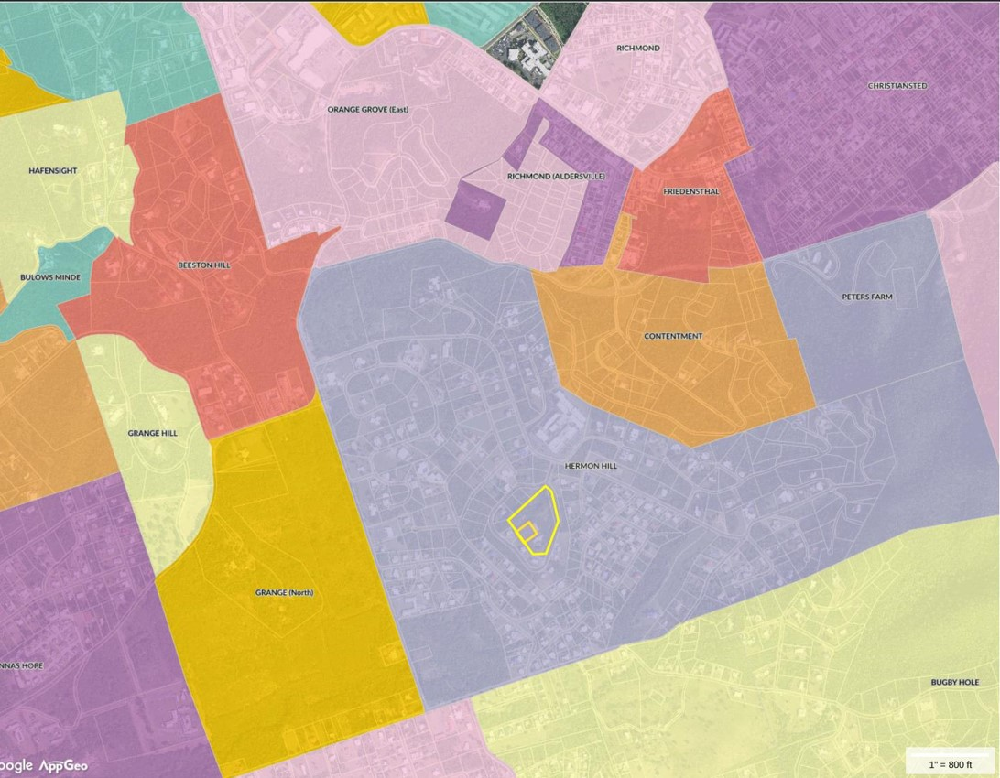 RICHMOND
CHRISTIANSTED
ORANGE GROVE (East)
HAFENSIGHT
RICHMOND (ALDERSVILLE)
FRIEDENSTHAL
BEESTON HILL
BULOWS MINDE
PETERS FARM
CONTENTMENT
GRANGE HILL
HERMON HILL
GRANGE (North)
NNAS HOPE
BUGBY HOLE
oogle AppGeo
1" = 800 ft